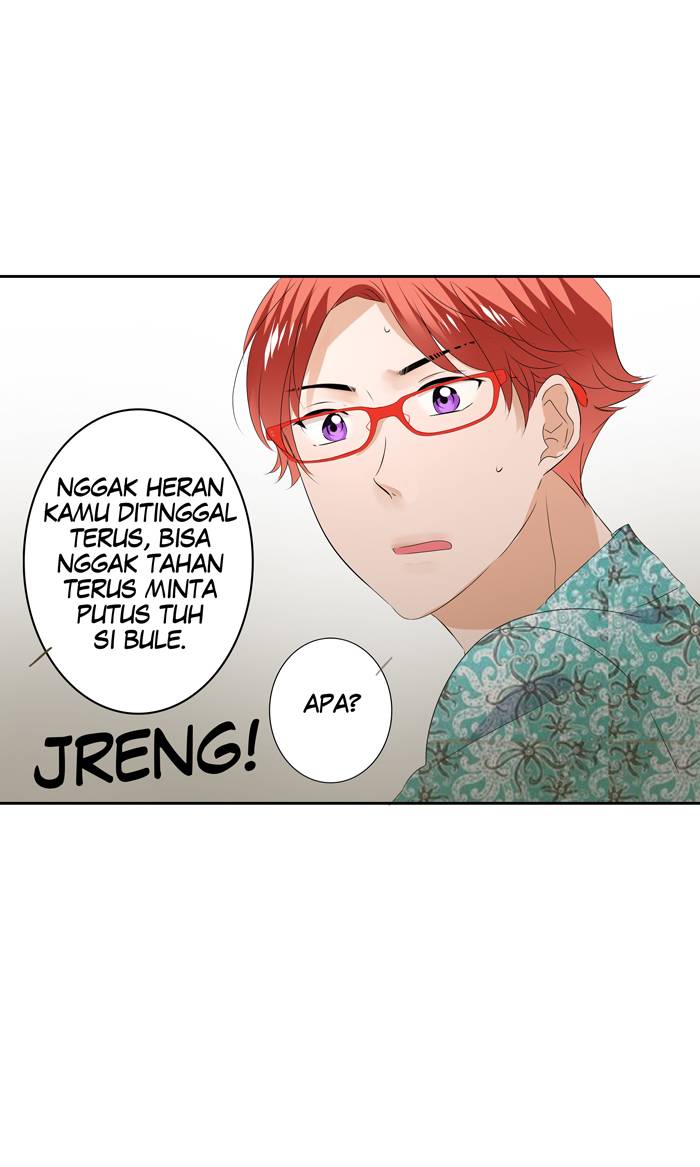 NGGAK HERAN
KAMU DITINGGAL
TERUS, BISA
NGGAK TAHAN
TERUS MINTA
PUTUS TUH
SI BULE.
APA?
JRENG!